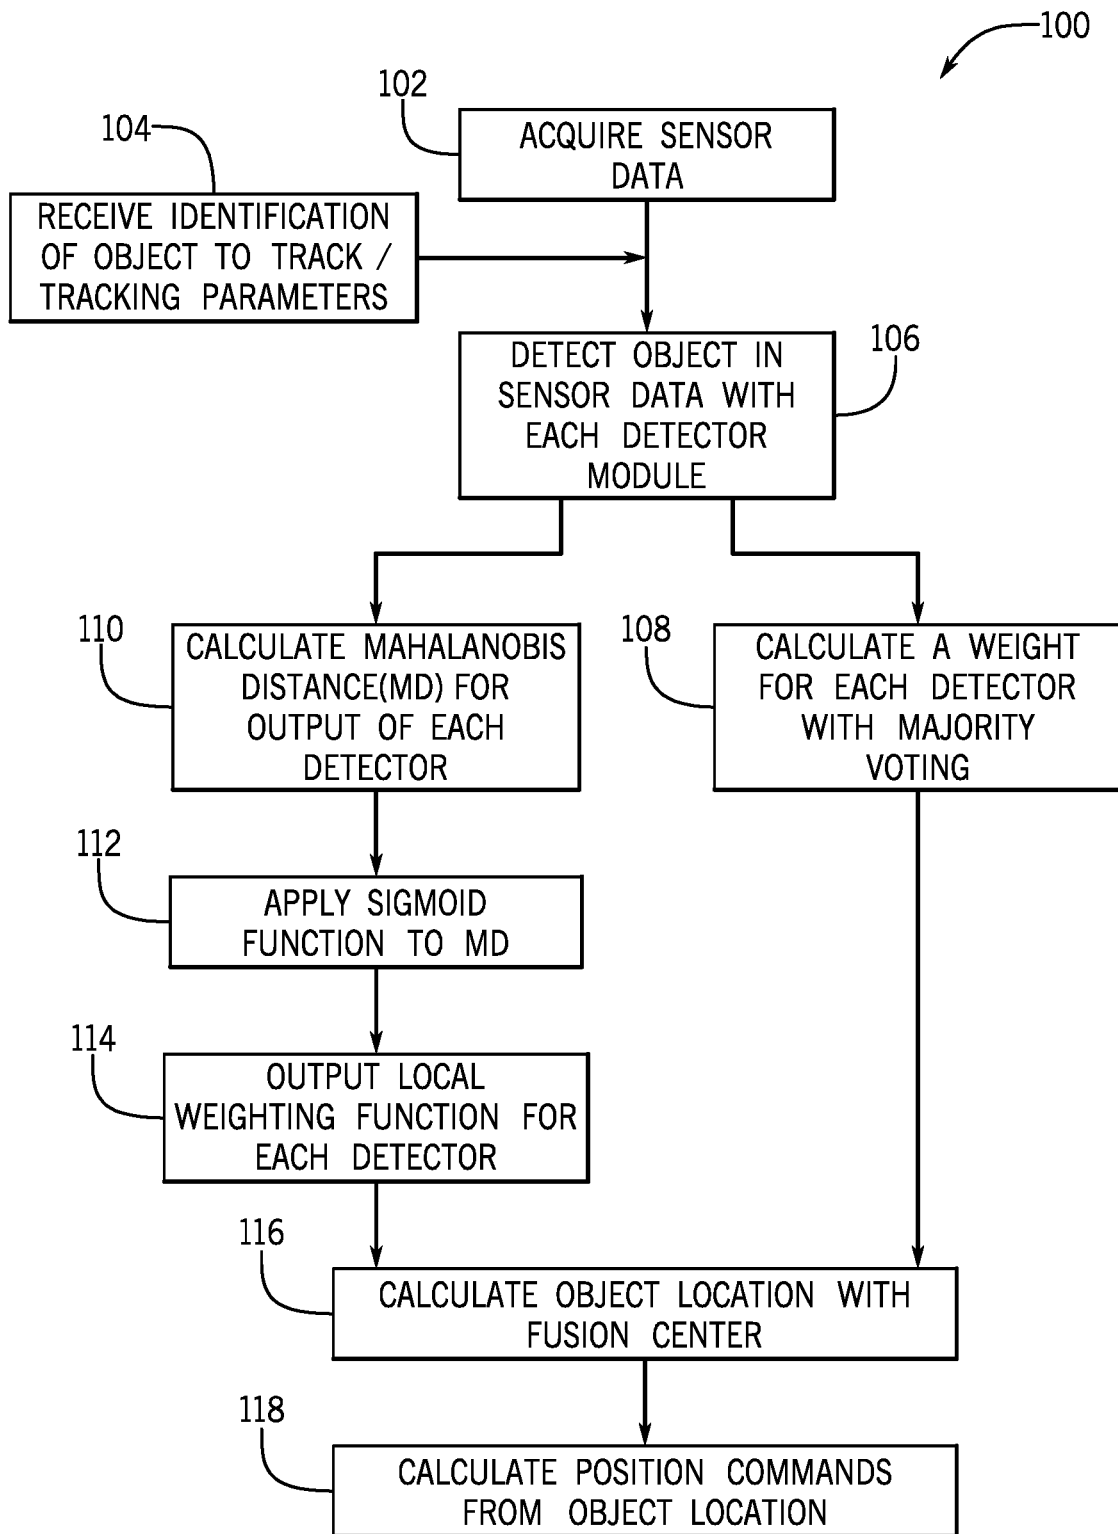 100
102
ACQUIRE SENSOR
DATA
104
RECEIVE IDENTIFICATION
OF OBJECT TO TRACK /
TRACKING PARAMETERS
106
DETECT OBJECT IN
SENSOR DATA WITH
EACH DETECTOR
MODULE
110
CALCULATE MAHALANOBIS
DISTANCE(MD) FOR
OUTPUT OF EACH
DETECTOR
108
CALCULATE A WEIGHT
FOR EACH DETECTOR
WITH MAJORITY
VOTING
112
APPLY SIGMOID
FUNCTION TO MD
114
OUTPUT LOCAL
WEIGHTING FUNCTION FOR
EACH DETECTOR
116
CALCULATE OBJECT LOCATION WITH
FUSION CENTER
118
CALCULATE POSITION COMMANDS
FROM OBJECT LOCATION